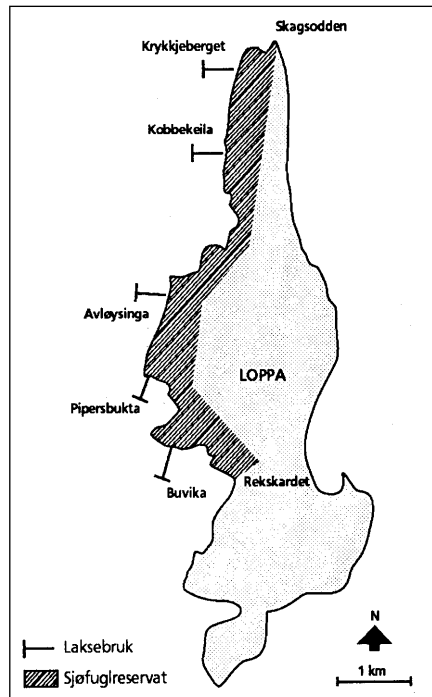 Skagsodden
Krykkjeberget
Kobbekeila
Avløysinga
LOPPA
Pipersbukta
Buvika
Rekskardet
N
Laksebruk
Sjøfuglreservat
1 km